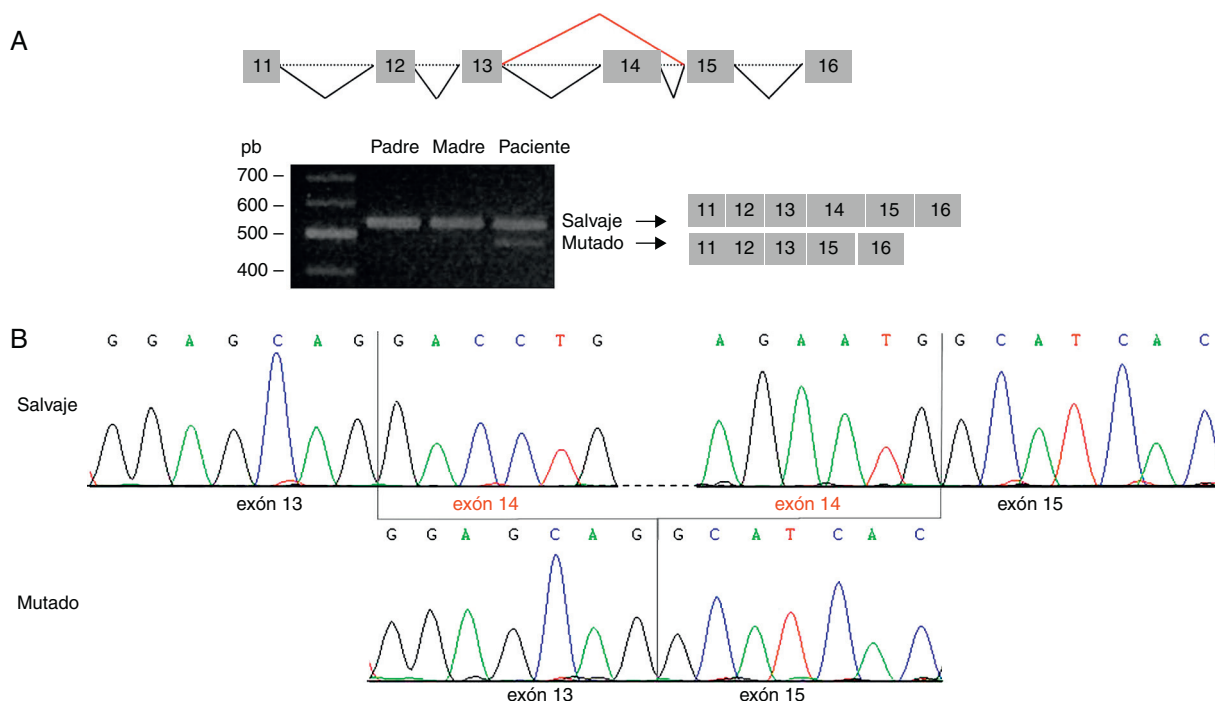 A
11 12 13 14 15 16
pb Padre Madre Paciente
700 –
600 –
500 –
400 –
Salvaje
Mutado
11 12 13 14 15 16
11 12 13 15 16
B
G G A G C A G G A C C T G A G A A T G G C A T C A C
Salvaje
exón 13 exón 14 exón 14 exón 15
G G A G C A G G C A T C A C
Mutado
exón 13 exón 15